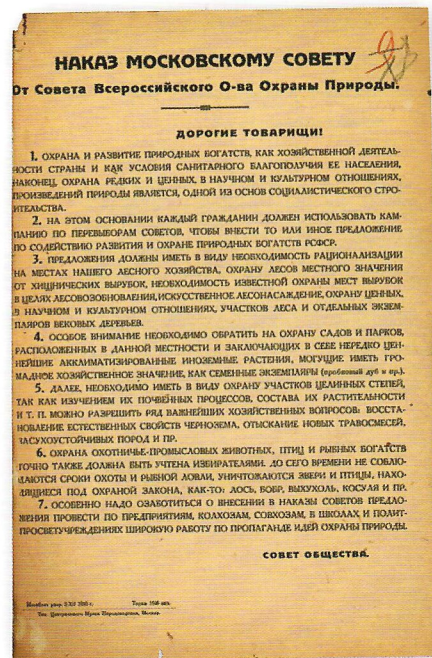 НАКАЗ МОСКОВСКОМУ СОВЕТУ
От Совета Всероссийского О-ва Охраны Природы.
ДОРОГИЕ ТОВАРИЩИ!
1. ОХРАНА И РАЗВИТИЕ ПРИРОДНЫХ БОГАТСТВ, КАК ХОЗЯЙСТВЕННОЙ ДЕЯТЕЛЬ-
НОСТИ СТРАНЫ И КАК УСЛОВИЯ САНИТАРНОГО БЛАГОПОЛУЧИЯ ЕЕ НАСЕЛЕНИЯ,
НАКОНЕЦ, ОХРАНА РЕДКИХ И ЦЕННЫХ, В НАУЧНОМ И КУЛЬТУРНОМ ОТНОШЕНИЯХ,
ПРОИЗВЕДЕНИЙ ПРИРОДЫ ЯВЛЯЕТСЯ, ОДНОЙ ИЗ ОСНОВ СОЦИАЛИСТИЧЕСКОГО СТРО-
ИТЕЛЬСТВА.
2. НА ЭТОМ ОСНОВАНИИ КАЖДЫЙ ГРАЖДАНИН ДОЛЖЕН ИСПОЛЬЗОВАТЬ КАМ-
ПАНИЮ ПО ПЕРЕВЫБОРАМ СОВЕТОВ, ЧТОБЫ ВНЕСТИ ТО ИЛИ ИНОЕ ПРЕДЛОЖЕНИЕ
ПО СОДЕЙСТВИЮ РАЗВИТИЯ И ОХРАНЕ ПРИРОДНЫХ БОГАТСВ РСФСР.
3. ПРЕДЛОЖЕНИЯ ДОЛЖНЫ ИМЕТЬ В ВИДУ НЕОБХОДИМОСТЬ РАЦИОНАЛИЗАЦИИ
НА МЕСТАХ НАШЕГО ЛЕСНОГО ХОЗЯЙСТВА, ОХРАНУ ЛЕСОВ МЕСТНОГО ЗНАЧЕНИЯ
ОТ ХИЩНИЧЕСКИХ ВЫРУБОК, НЕОБХОДИМОСТЬ ИЗВЕСТНОЙ ОХРАНЫ МЕСТ ВЫРУБОК
В ЦЕЛЯХ ЛЕСОВОЗОБНОВЛЕНИЯ, ИСКУССТВЕННОЕ ЛЕСОНАСАЖДЕНИЕ, ОХРАНУ ЦЕННЫХ,
В НАУЧНОМ И КУЛЬТУРНОМ ОТНОШЕНИЯХ, УЧАСТКОВ ЛЕСА И ОТДЕЛЬНЫХ ЭКЗЕМ-
ПЛЯРОВ ВЕКОВЫХ ДЕРЕВЬЕВ.
4. ОСОБОЕ ВНИМАНИЕ НЕОБХОДИМО ОБРАТИТЬ НА ОХРАНУ САДОВ И ПАРКОВ,
РАСПОЛОЖЕННЫХ В ДАННОЙ МЕСТНОСТИ И ЗАКЛЮЧАЮЩИХ В СЕБЕ НЕРЕДКО ЦЕН-
НЕЙШИЕ АККЛИМАТИЗИРОВАННЫЕ ИНОЗЕМНЫЕ РАСТЕНИЯ, МОГУЩИЕ ИМЕТЬ ГРО-
МАДНОЕ ХОЗЯЙСТВЕННОЕ ЗНАЧЕНИЕ, КАК СЕМЕННЫЕ ЭКЗЕМПЛЯРЫ (пробковый дуб и пр.).
5. ДАЛЕЕ, НЕОБХОДИМО ИМЕТЬ В ВИДУ ОХРАНУ УЧАСТКОВ ЦЕЛИННЫХ СТЕПЕЙ,
ТАК КАК ИЗУЧЕНИЕМ ИХ ПОЧВЕННЫХ ПРОЦЕССОВ, СОСТАВА ИХ РАСТИТЕЛЬНОСТИ
И Т. П. МОЖНО РАЗРЕШИТЬ РЯД ВАЖНЕЙШИХ ХОЗЯЙСТВЕННЫХ ВОПРОСОВ: ВОССТА-
НОВЛЕНИЕ ЕСТЕСТВЕННЫХ СВОЙСТВ ЧЕРНОЗЕМА, ОТЫСКАНИЕ НОВЫХ ТРАВОСМЕСЕЙ,
ЗАСУХОУСТОЙЧИВЫХ ПОРОД И ПР.
6. ОХРАНА ОХОТНИЧЬЕ-ПРОМЫСЛОВЫХ ЖИВОТНЫХ, ПТИЦ И РЫБНЫХ БОГАТСВ
ТОЧНО ТАКЖЕ ДОЛЖНА БЫТЬ УЧТЕНА ИЗБИРАТЕЛЯМИ. ДО СЕГО ВРЕМЕНИ НЕ СОБЛЮ-
ДАЮТСЯ СРОКИ ОХОТЫ И РЫБНОЙ ЛОВЛИ, УНИЧТОЖАЮТСЯ ЗВЕРИ И ПТИЦЫ, НАХО-
ДЯЩИЕСЯ ПОД ОХРАНОЙ ЗАКОНА, КАК-ТО: ЛОСЬ, БОБР, ВЫХУХОЛЬ, КОСУЛЯ И ПР.
7. ОСОБЕННО НАДО ОЗАБОТИТЬСЯ О ВНЕСЕНИИ В НАКАЗЫ СОВЕТОВ ПРЕДЛО-
ЖЕНИЯ ПРОВЕСТИ ПО ПРЕДПРИЯТИЯМ, КОЛХОЗАМ, СОВХОЗАМ, В ШКОЛАХ И ПОЛИТ-
ПРОСВЕТУЧРЕЖДЕНИЯХ ШИРОКУЮ РАБОТУ ПО ПРОПАГАНДЕ ИДЕЙ ОХРАНЫ ПРИРОДЫ.
СОВЕТ ОБЩЕСТВА.
Тираж
Тип. Центрального Музея Народоведения, Москва.